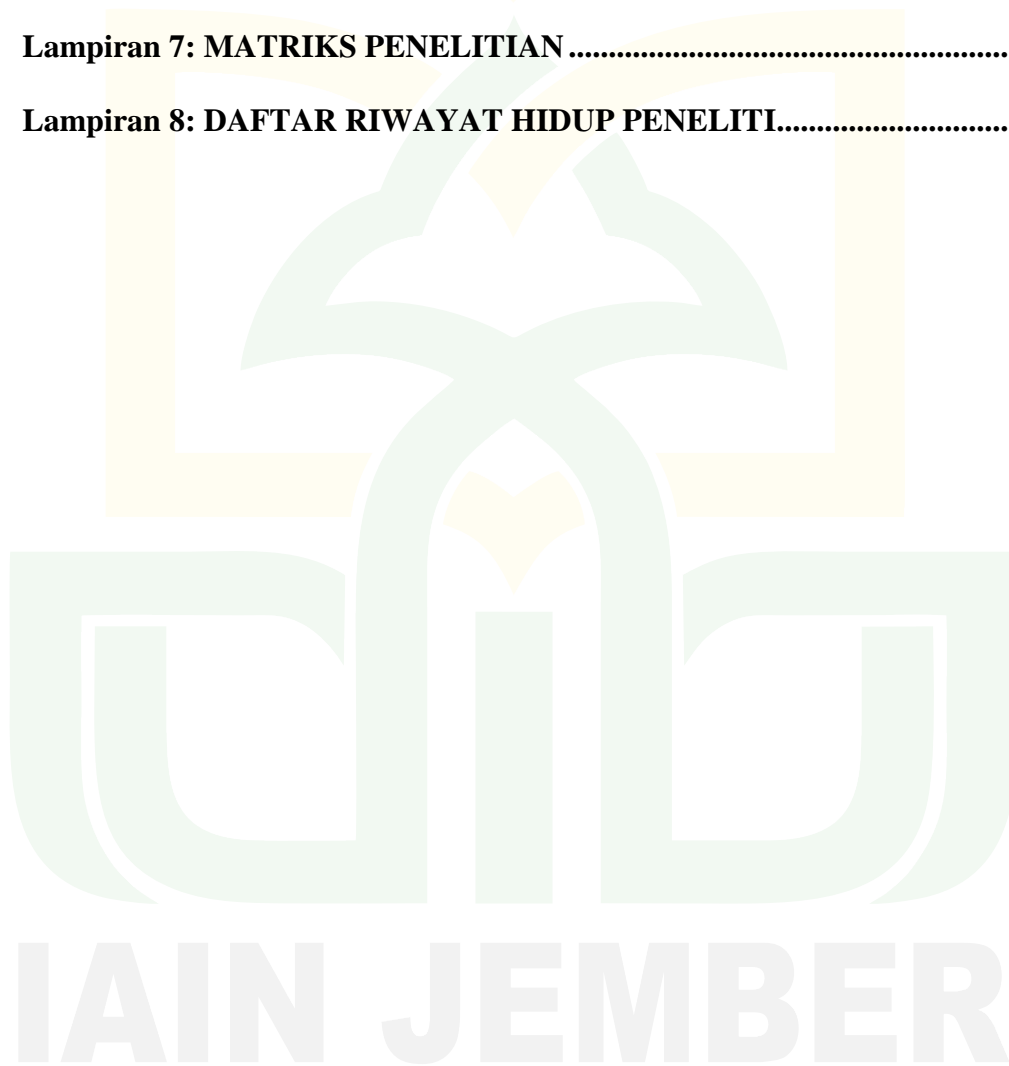 Lampiran 7: MATRIKS PENELITIAN .......................................................
Lampiran 8: DAFTAR RIWAYAT HIDUP PENELITI.............................
IAIN JEMBER